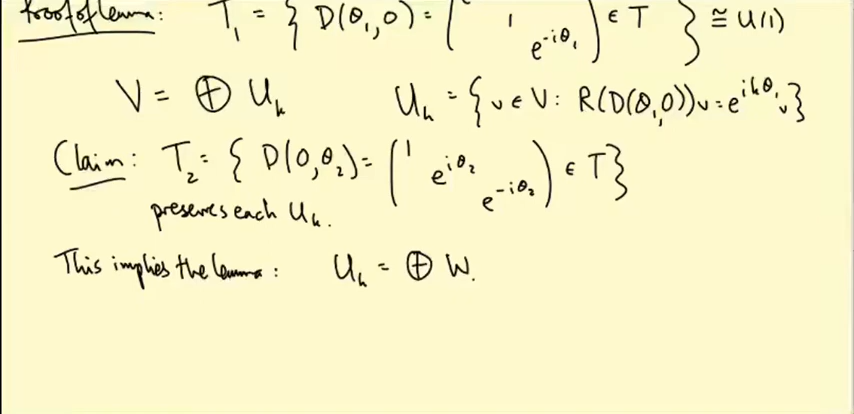 Proof of lemma: T₁ = { D(θ₁,0) = ( 1 e^{-iθ₁} ) ∈ T } ≅ U(1)
V = ⊕ U_k U_k = { v ∈ V : R(D(θ₁,0))v = e^{ikθ₁}v }
Claim: T₂ = { D(0,θ₂) = ( 1 e^{iθ₂} e^{-iθ₂} ) ∈ T }
preserves each U_k.
This implies the lemma: U_k = ⊕ W